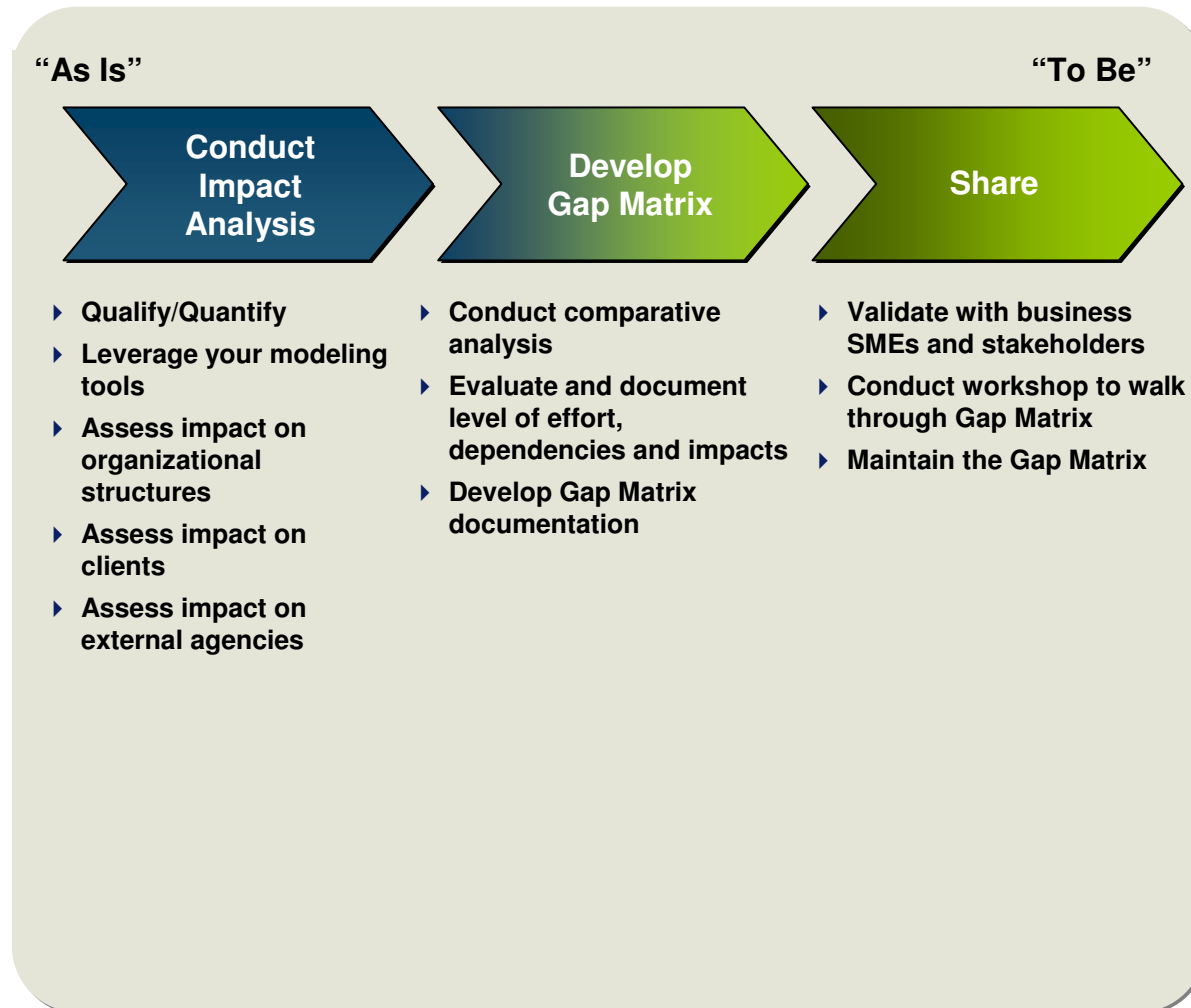 “As Is”
“To Be”
Conduct
Impact
Analysis
Develop
Gap Matrix
Share
Qualify/Quantify
Leverage your modeling
tools
Assess impact on
organizational
structures
Assess impact on
clients
Assess impact on
external agencies
Conduct comparative
analysis
Evaluate and document
level of effort,
dependencies and impacts
Develop Gap Matrix
documentation
Validate with business
SMEs and stakeholders
Conduct workshop to walk
through Gap Matrix
Maintain the Gap Matrix